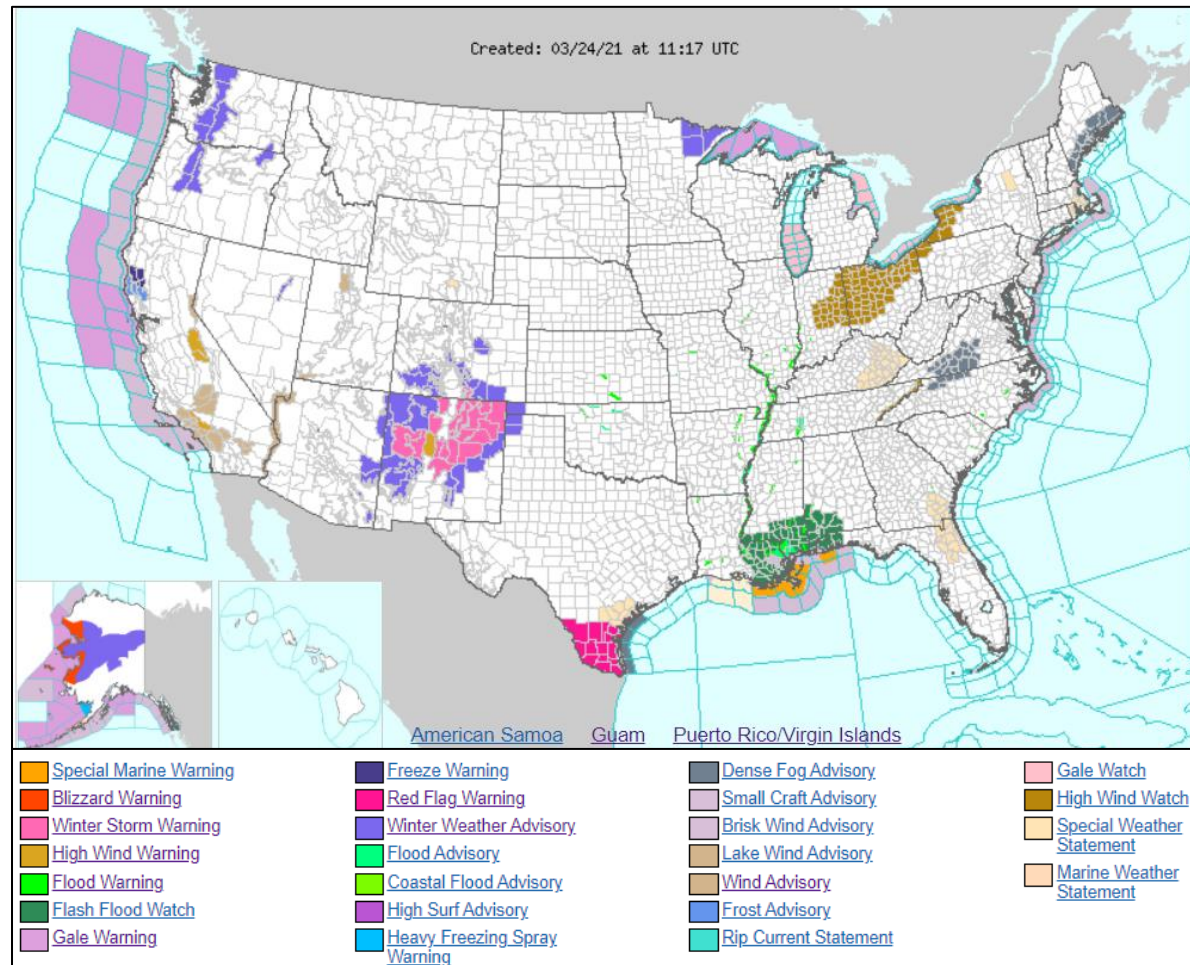 Created: 03/24/21 at 11:17 UTC
American Samoa Guam Puerto Rico/Virgin Islands
Special Marine Warning
Blizzard Warning
Winter Storm Warning
High Wind Warning
Flood Warning
Flash Flood Watch
Gale Warning
Freeze Warning
Red Flag Warning
Winter Weather Advisory
Flood Advisory
Coastal Flood Advisory
High Surf Advisory
Heavy Freezing Spray
Warning
Dense Fog Advisory
Small Craft Advisory
Brisk Wind Advisory
Lake Wind Advisory
Wind Advisory
Frost Advisory
Rip Current Statement
Gale Watch
High Wind Watch
Special Weather
Statement
Marine Weather
Statement